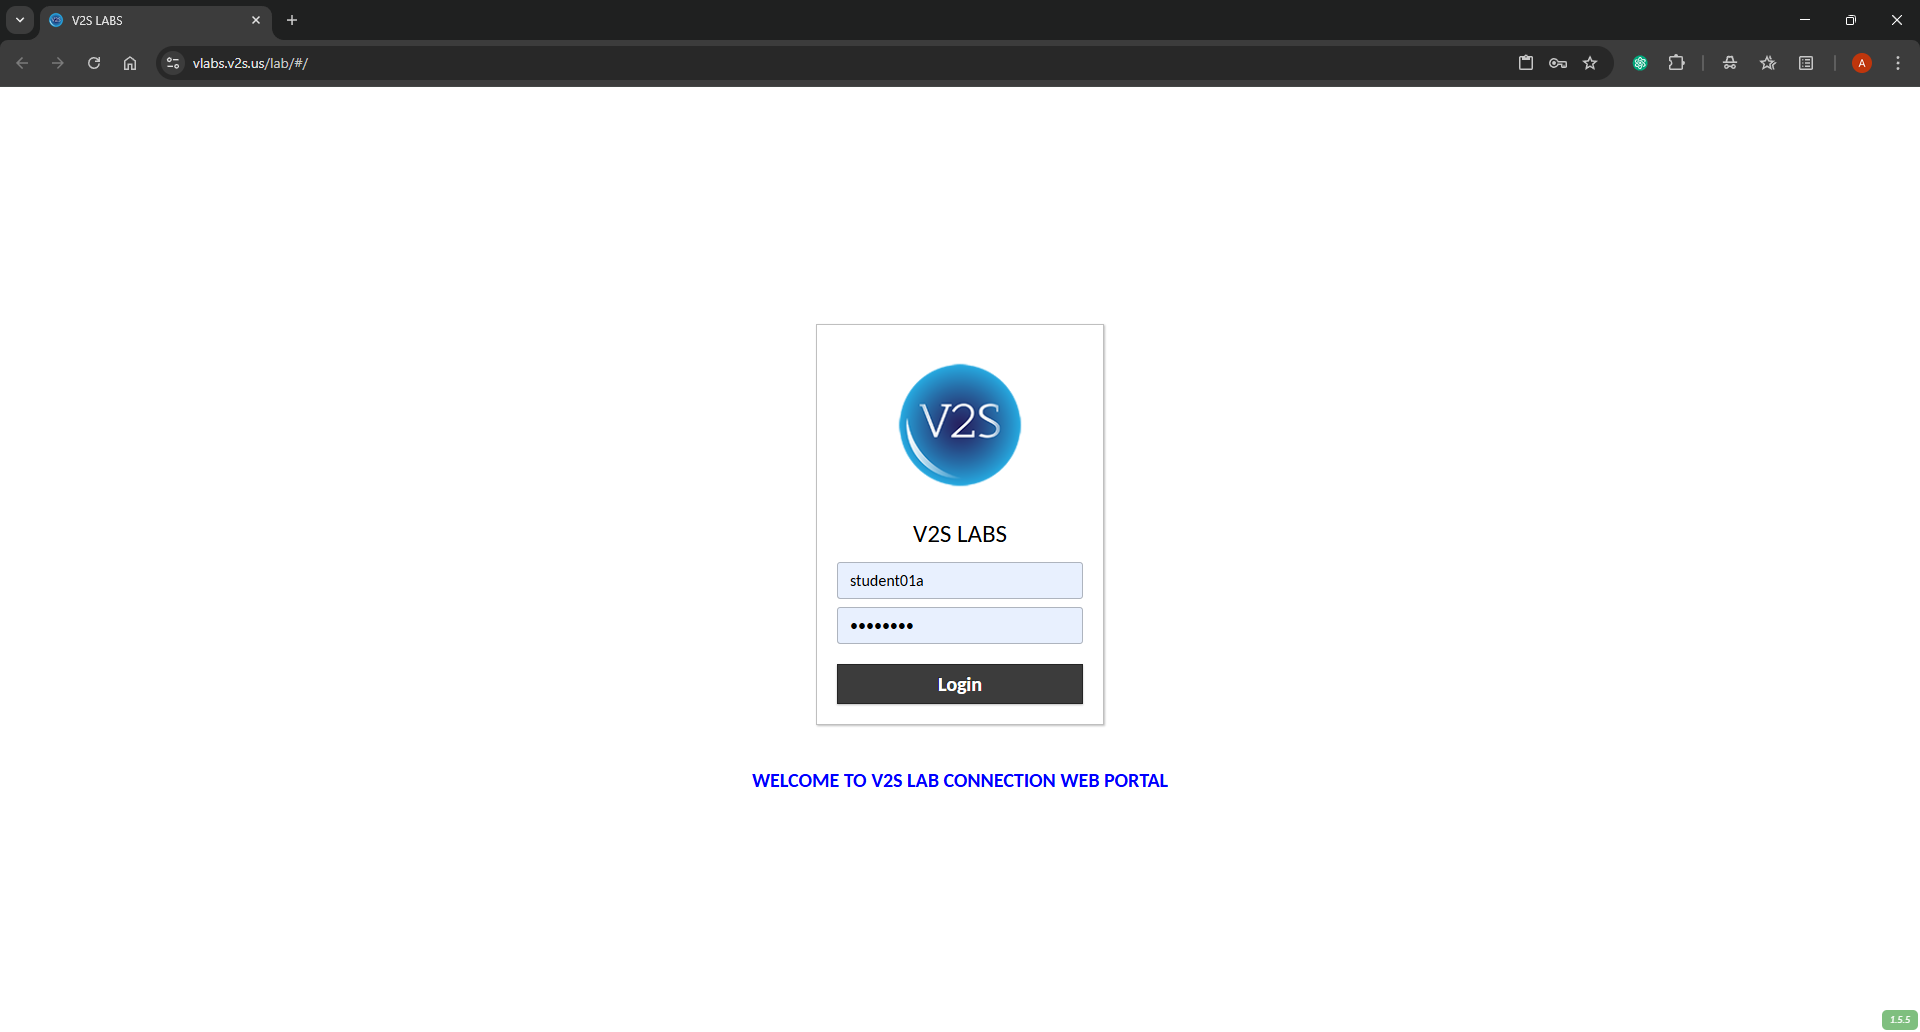 V2S LABS
vlabs.v2s.us/lab/#/
A
V2S
V2S LABS
student01a
••••••••
Login
WELCOME TO V2S LAB CONNECTION WEB PORTAL
1.5.5